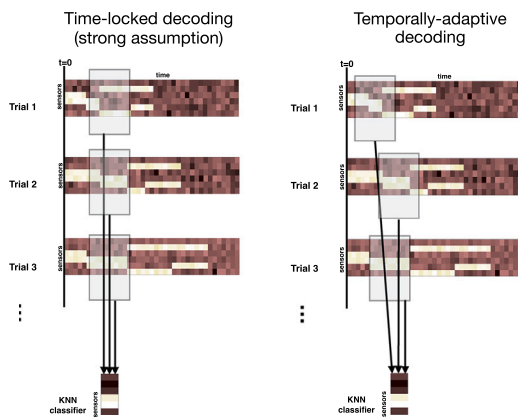 Time-locked decoding
(strong assumption)
t=0
time
sensors
Trial 1
sensors
Trial 2
sensors
Trial 3
...
KNN
classifier
sensors
Temporally-adaptive
decoding
t=0
time
sensors
Trial 1
sensors
Trial 2
sensors
Trial 3
...
KNN
classifier
sensors